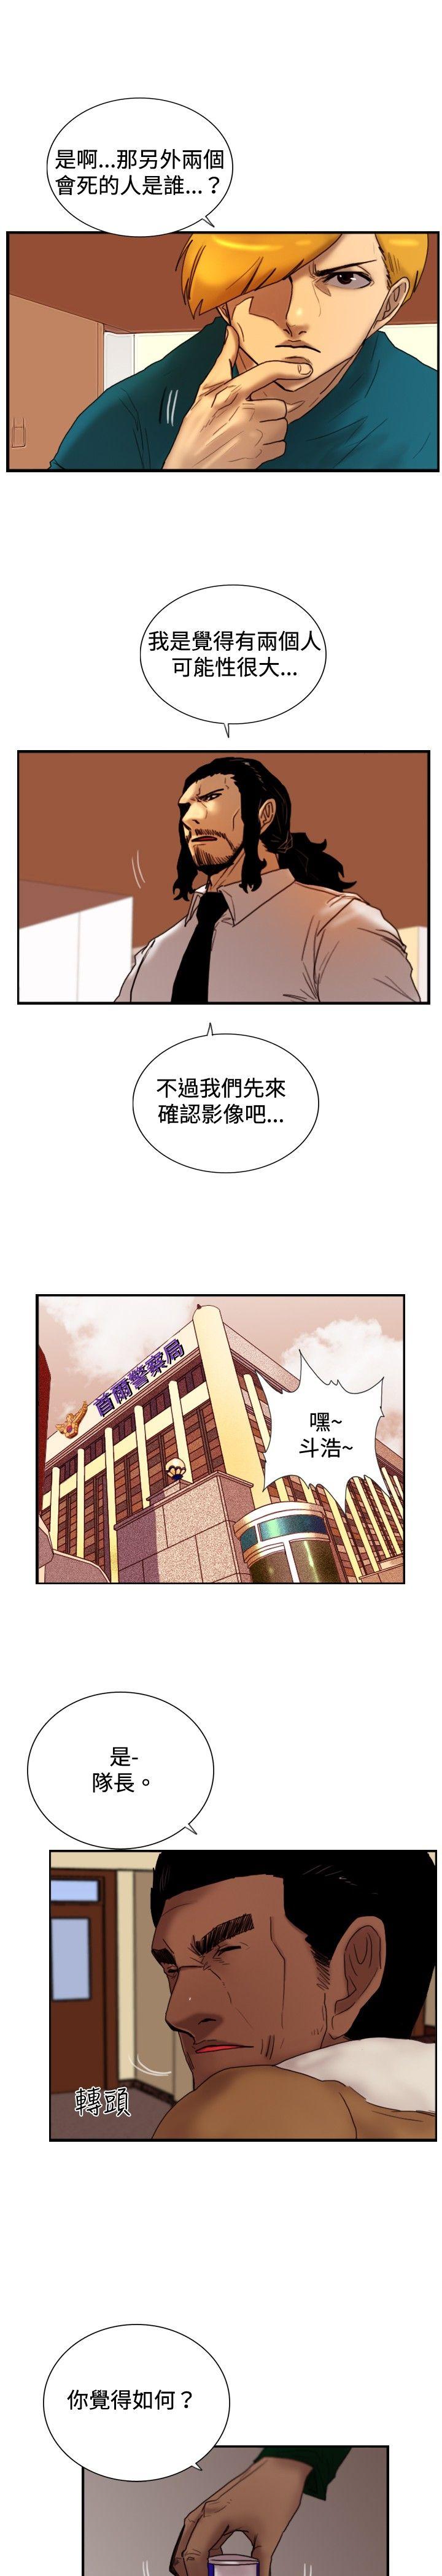 是啊...那另外兩個
會死的人是誰...？
我是覺得有兩個人
可能性很大...
不過我們先來
確認影像吧...
首爾警察局
嘿~
斗浩~
是-
隊長。
轉頭
你覺得如何？